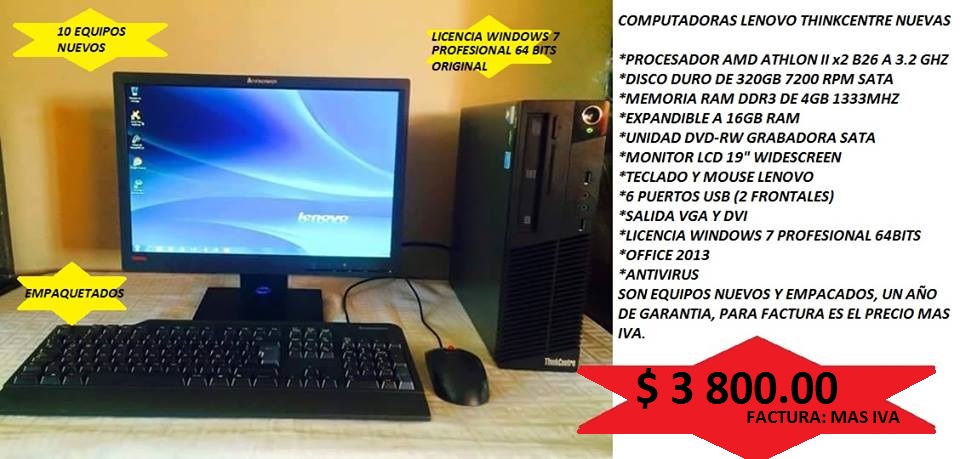 10 EQUIPOS
NUEVOS
LICENCIA WINDOWS 7
PROFESIONAL 64 BITS
ORIGINAL
lenovo
lenovo
EMPAQUETADOS
ThinkCentre
COMPUTADORAS LENOVO THINKCENTRE NUEVAS
*PROCESADOR AMD ATHLON II x2 B26 A 3.2 GHZ
*DISCO DURO DE 320GB 7200 RPM SATA
*MEMORIA RAM DDR3 DE 4GB 1333MHZ
*EXPANDIBLE A 16GB RAM
*UNIDAD DVD-RW GRABADORA SATA
*MONITOR LCD 19" WIDESCREEN
*TECLADO Y MOUSE LENOVO
*6 PUERTOS USB (2 FRONTALES)
*SALIDA VGA Y DVI
*LICENCIA WINDOWS 7 PROFESIONAL 64BITS
*OFFICE 2013
*ANTIVIRUS
SON EQUIPOS NUEVOS Y EMPACADOS, UN AÑO
DE GARANTIA, PARA FACTURA ES EL PRECIO MAS
IVA.
$ 3 800.00
FACTURA: MAS IVA